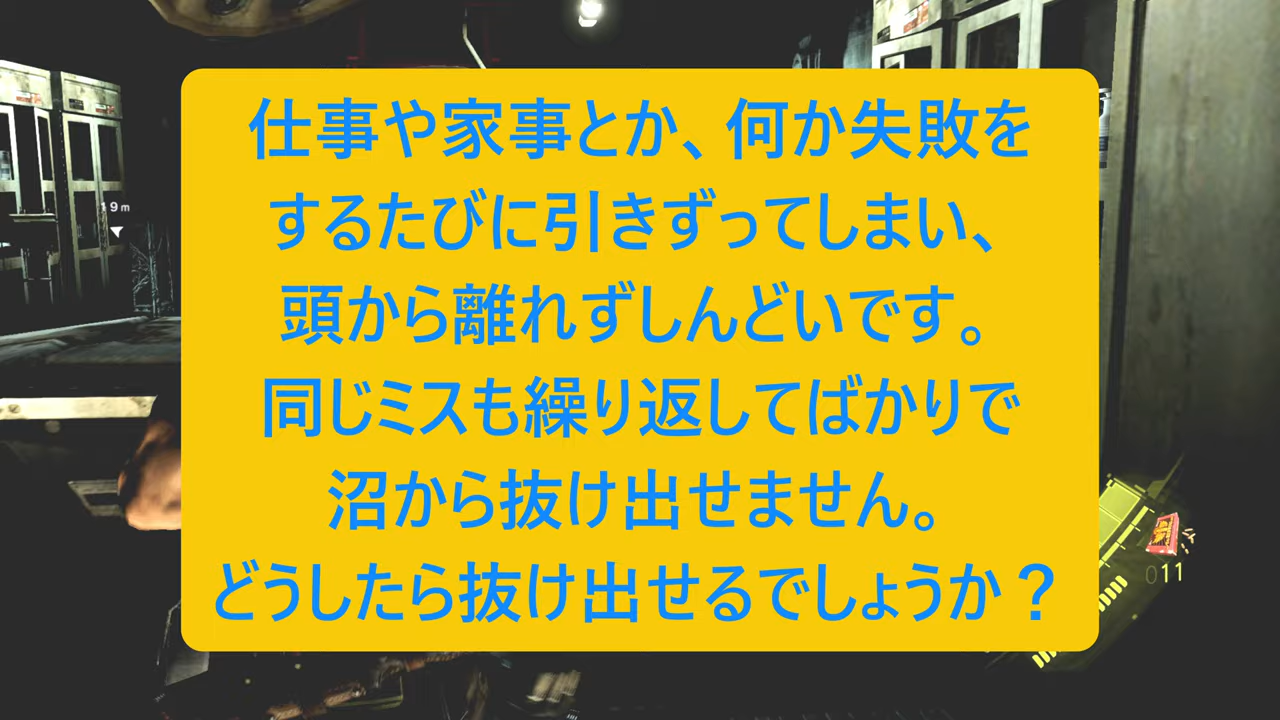 仕事や家事とか、何か失敗を
するたびに引きずってしまい、
頭から離れずしんどいです。
同じミスも繰り返してばかりで
沼から抜け出せません。
どうしたら抜け出せるでしょうか？
19m
011